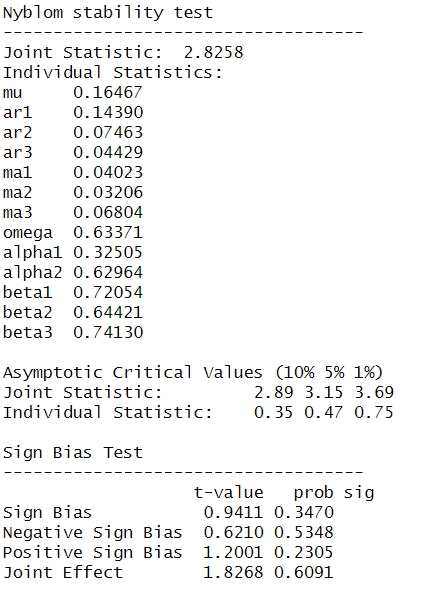 Nyblom stability test
------------------------------------
Joint Statistic:  2.8258
Individual Statistics:
mu     0.16467
ar1    0.14390
ar2    0.07463
ar3    0.04429
ma1    0.04023
ma2    0.03206
ma3    0.06804
omega  0.63371
alpha1 0.32505
alpha2 0.62964
beta1  0.72054
beta2  0.64421
beta3  0.74130
Asymptotic Critical Values (10% 5% 1%)
Joint Statistic:         2.89 3.15 3.69
Individual Statistic:    0.35 0.47 0.75
Sign Bias Test
------------------------------------
                   t-value   prob sig
Sign Bias           0.9411 0.3470
Negative Sign Bias  0.6210 0.5348
Positive Sign Bias  1.2001 0.2305
Joint Effect        1.8268 0.6091